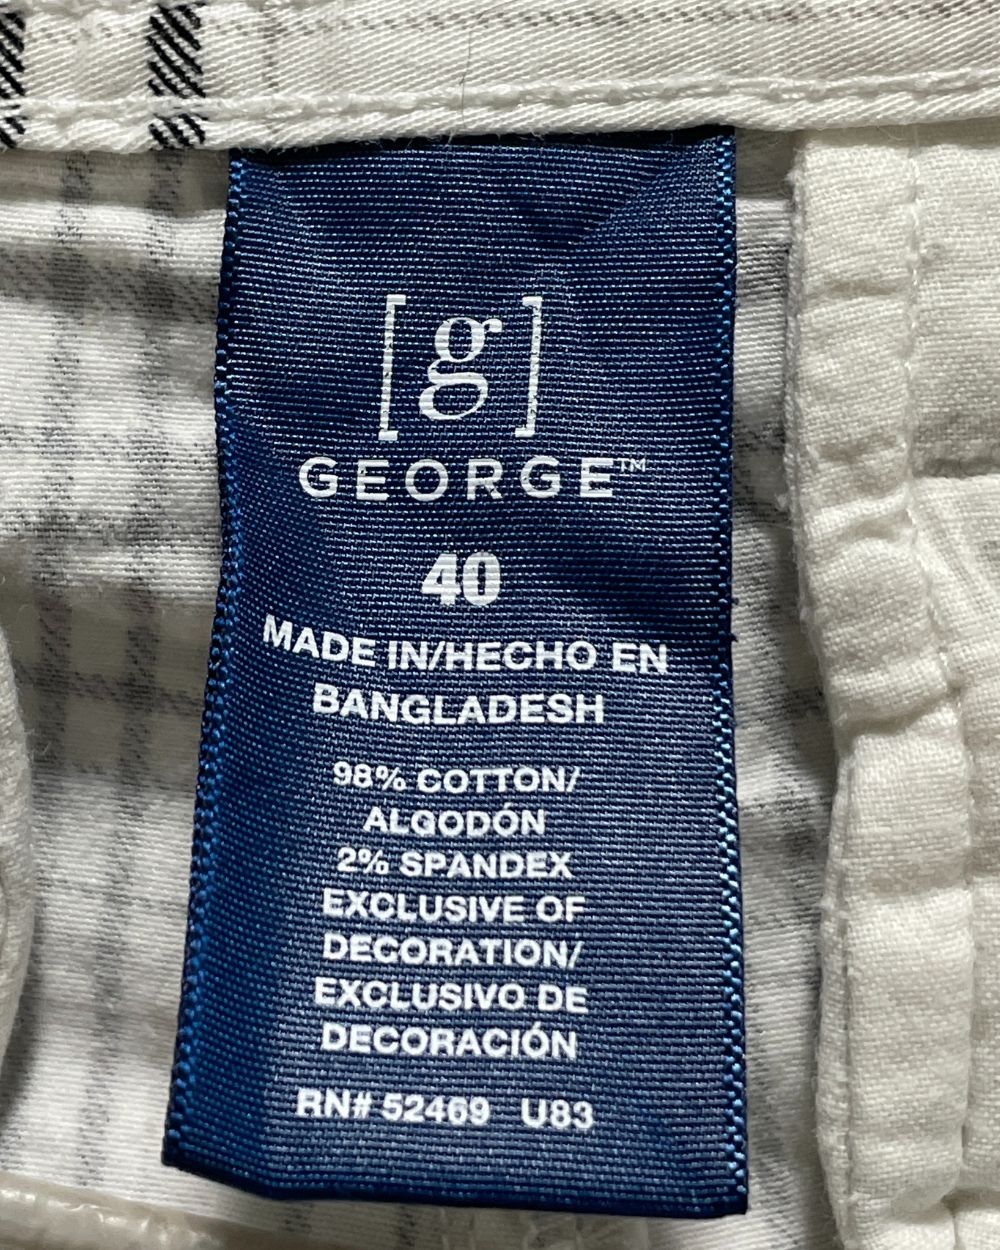 [g]
GEORGE™
40
MADE IN/HECHO EN
BANGLADESH
98% COTTON/
ALGODÓN
2% SPANDEX
EXCLUSIVE OF
DECORATION/
EXCLUSIVO DE
DECORACIÓN
RN# 52469 U83